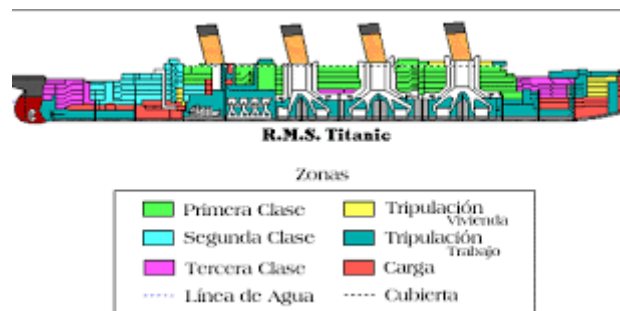 R.M.S. Titanic
Zonas
Primera Clase
Tripulación Vivienda
Segunda Clase
Tripulación Trabajo
Tercera Clase
Carga
Línea de Agua
Cubierta